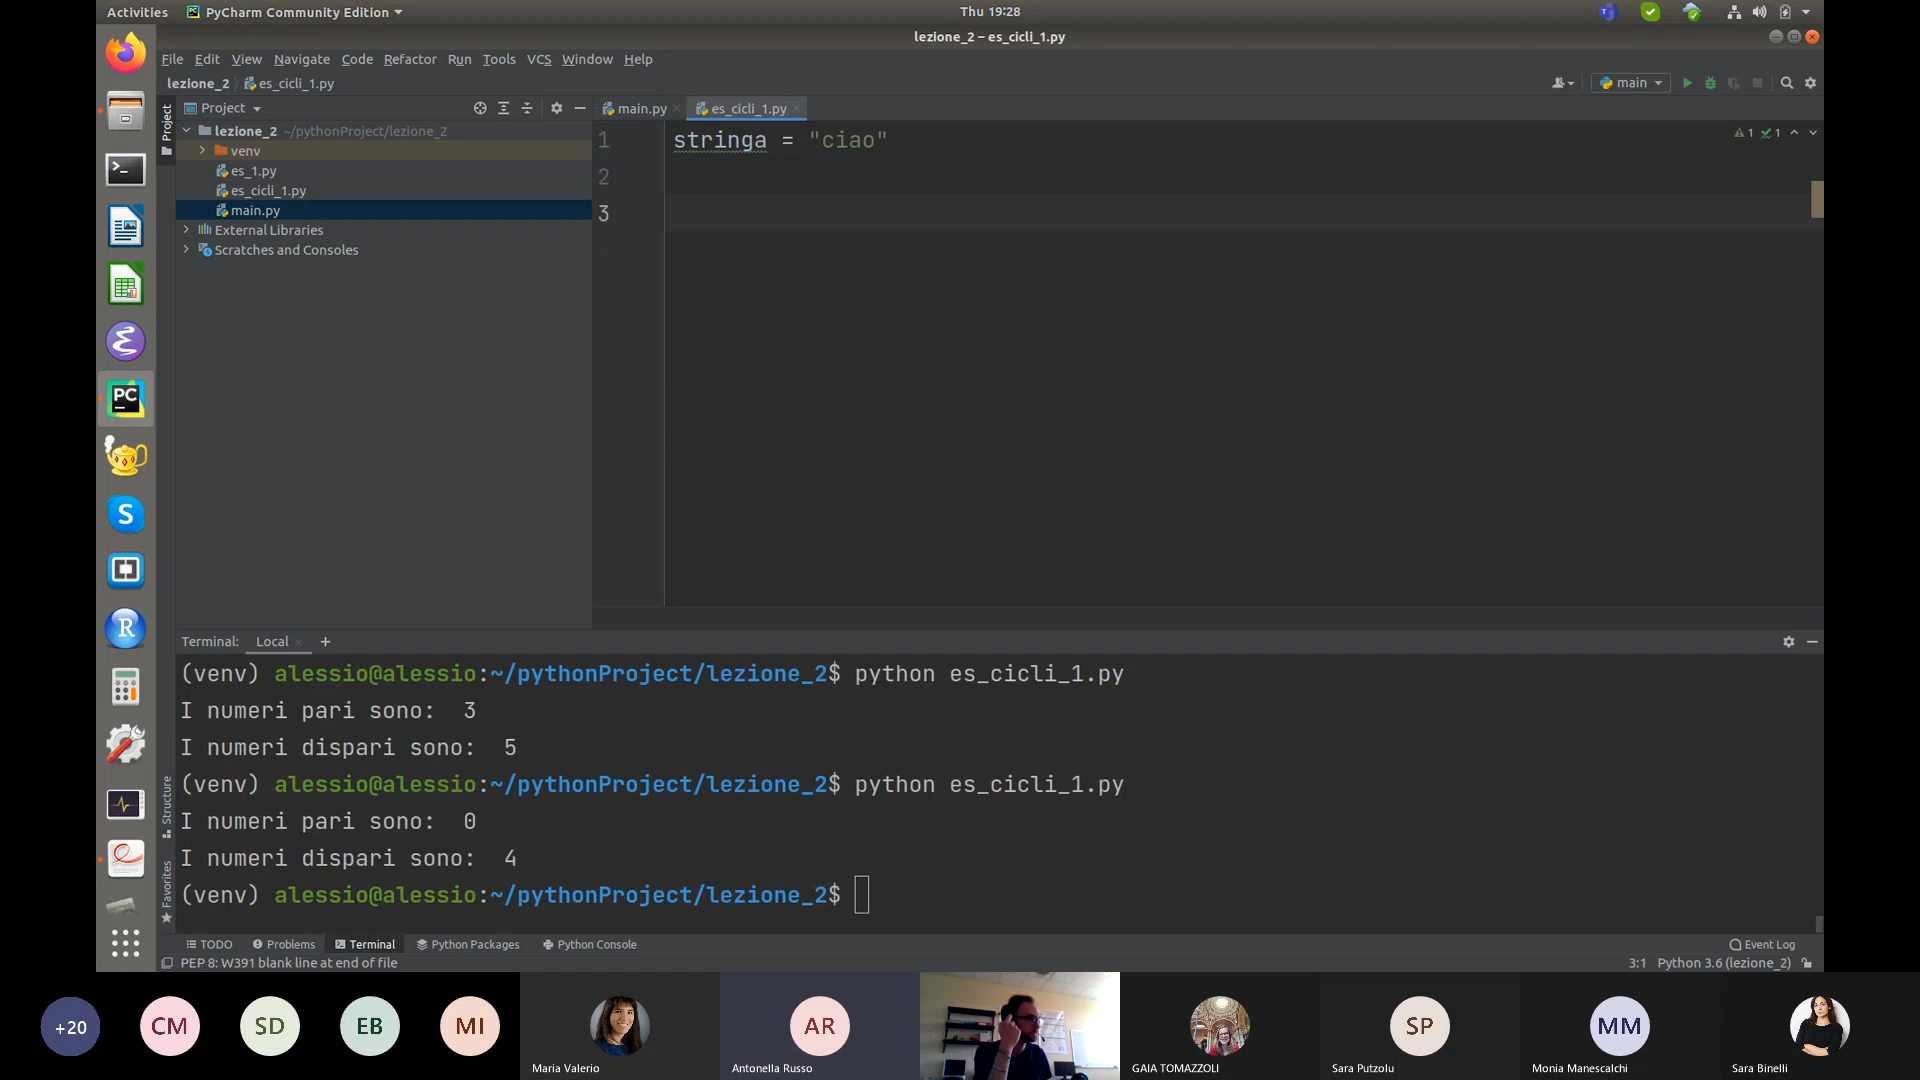 Activities
PyCharm Community Edition
Thu 19:28
lezione_2 – es_cicli_1.py
File Edit View Navigate Code Refactor Run Tools VCS Window Help
lezione_2
es_cicli_1.py
main
Project
Project
main.py
es_cicli_1.py
lezione_2 ~/pythonProject/lezione_2
venv
es_1.py
es_cicli_1.py
main.py
External Libraries
Scratches and Consoles
1 stringa = "ciao"
2
3
1 1
Terminal: Local +
(venv) alessio@alessio:~/pythonProject/lezione_2$ python es_cicli_1.py
I numeri pari sono:  3
I numeri dispari sono:  5
(venv) alessio@alessio:~/pythonProject/lezione_2$ python es_cicli_1.py
I numeri pari sono:  0
I numeri dispari sono:  4
(venv) alessio@alessio:~/pythonProject/lezione_2$
Structure
Favorites
TODO Problems Terminal Python Packages Python Console
Event Log
PEP 8: W391 blank line at end of file
3:1 Python 3.6 (lezione_2)
+20
CM
SD
EB
MI
Maria Valerio
AR
Antonella Russo
GAIA TOMAZZOLI
SP
Sara Putzolu
MM
Monia Manescalchi
Sara Binelli